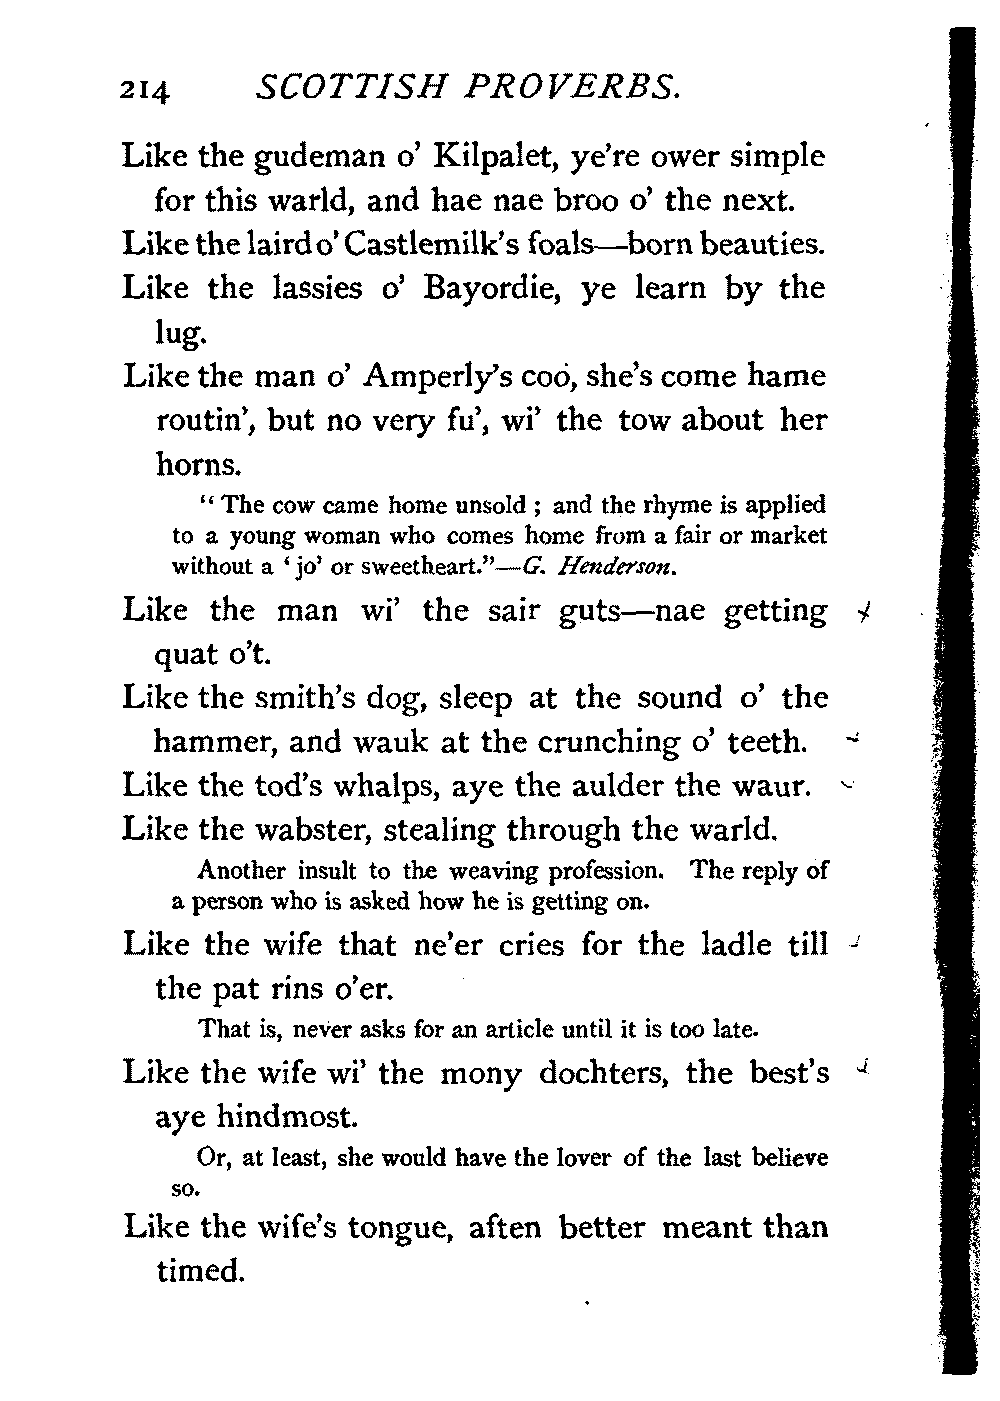 214 SCOTTISH PROVERBS.
Like the gudeman o' Kilpalet, ye're ower simple
for this warld, and hae nae broo o' the next.
Like the laird o' Castlemilk's foals—born beauties.
Like the lassies o' Bayordie, ye learn by the
lug.
Like the man o' Amperly's coo, she's come hame
routin', but no very fu', wi' the tow about her
horns.
"The cow came home unsold; and the rhyme is applied
to a young woman who comes home from a fair or market
without a 'jo' or sweetheart."—G. Henderson.
Like the man wi' the sair guts—nae getting
quat o't.
Like the smith's dog, sleep at the sound o' the
hammer, and wauk at the crunching o' teeth.
Like the tod's whalps, aye the aulder the waur.
Like the wabster, stealing through the warld.
Another insult to the weaving profession. The reply of
a person who is asked how he is getting on.
Like the wife that ne'er cries for the ladle till
the pat rins o'er.
That is, never asks for an article until it is too late.
Like the wife wi' the mony dochters, the best's
aye hindmost.
Or, at least, she would have the lover of the last believe
so.
Like the wife's tongue, aften better meant than
timed.